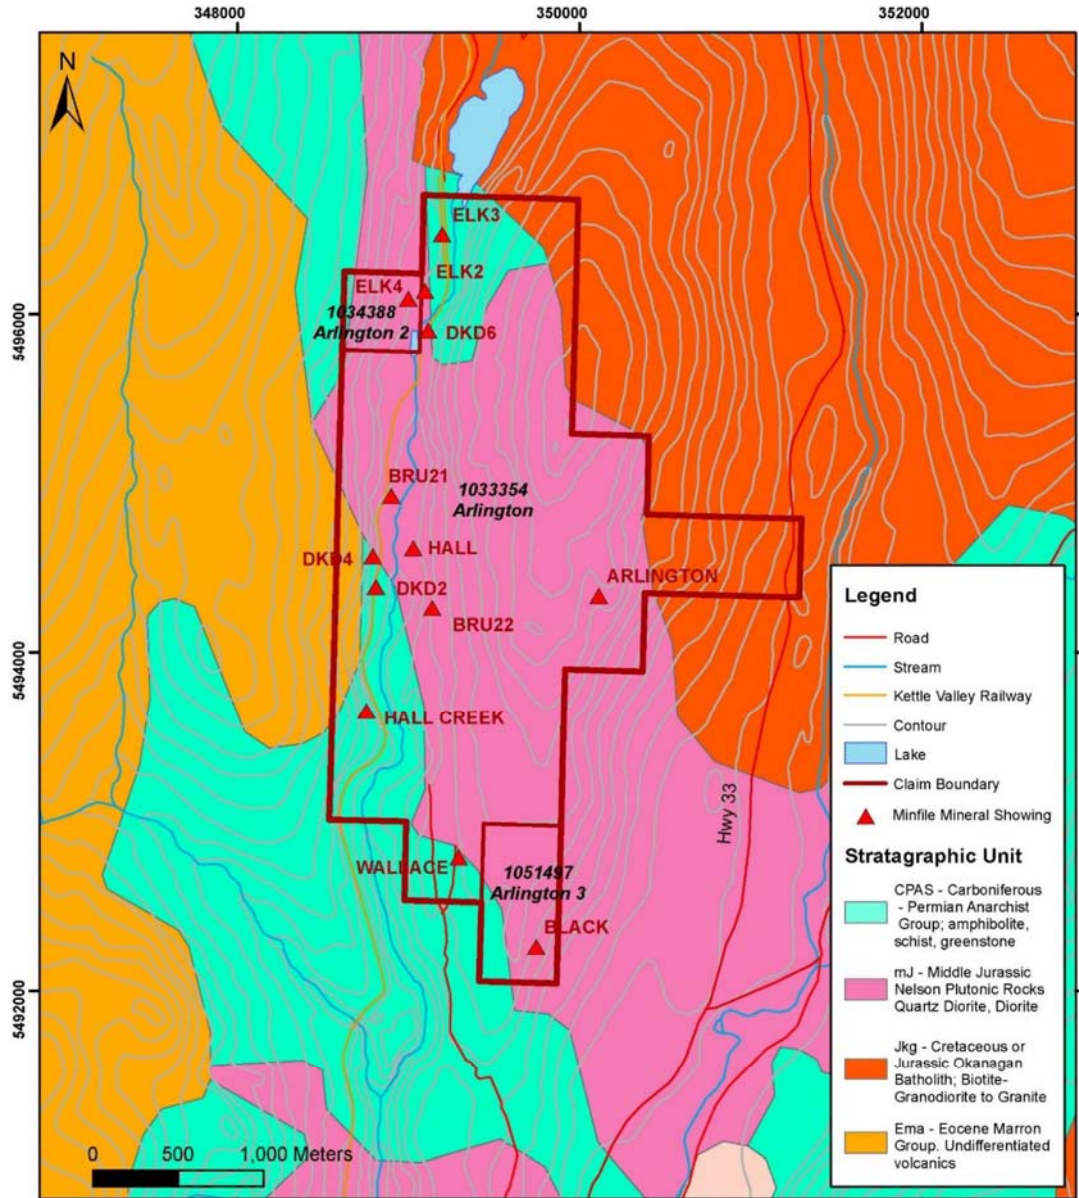 348000
350000
352000
N
ELK3
ELK2
ELK4
1034388
Arlington 2
DKD6
5496000
BRU21
1033354
Arlington
HALL
DKD4
DKD2
BRU22
ARLINGTON
5494000
HALL CREEK
Hwy 33
WALLACE
1051497
Arlington 3
BLACK
5492000
0 500 1,000 Meters
Legend
Road
Stream
Kettle Valley Railway
Contour
Lake
Claim Boundary
Minfile Mineral Showing
Stratagraphic Unit
CPAS - Carboniferous
- Permian Anarchist
Group; amphibolite,
schist, greenstone
mJ - Middle Jurassic
Nelson Plutonic Rocks
Quartz Diorite, Diorite
Jkg - Cretaceous or
Jurassic Okanagan
Batholith; Biotite-
Granodiorite to Granite
Ema - Eocene Marron
Group. Undifferentiated
volcanics